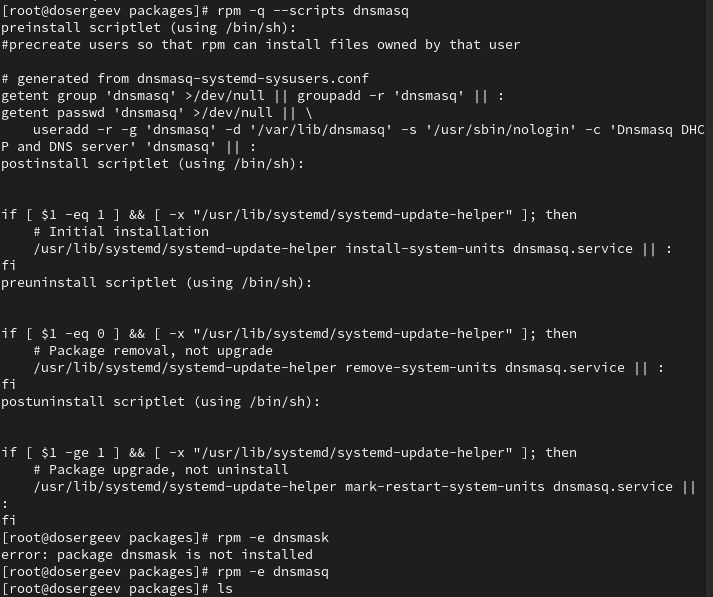 [root@dosergeev packages]# rpm -q --scripts dnsmasq
preinstall scriptlet (using /bin/sh):
#precreate users so that rpm can install files owned by that user

# generated from dnsmasq-systemd-sysusers.conf
getent group 'dnsmasq' >/dev/null || groupadd -r 'dnsmasq' || :
getent passwd 'dnsmasq' >/dev/null || \
    useradd -r -g 'dnsmasq' -d '/var/lib/dnsmasq' -s '/usr/sbin/nologin' -c 'Dnsmasq DHC
P and DNS server' 'dnsmasq' || :
postinstall scriptlet (using /bin/sh):


if [ $1 -eq 1 ] && [ -x "/usr/lib/systemd/systemd-update-helper" ]; then
    # Initial installation
    /usr/lib/systemd/systemd-update-helper install-system-units dnsmasq.service || :
fi
preuninstall scriptlet (using /bin/sh):


if [ $1 -eq 0 ] && [ -x "/usr/lib/systemd/systemd-update-helper" ]; then
    # Package removal, not upgrade
    /usr/lib/systemd/systemd-update-helper remove-system-units dnsmasq.service || :
fi
postuninstall scriptlet (using /bin/sh):


if [ $1 -ge 1 ] && [ -x "/usr/lib/systemd/systemd-update-helper" ]; then
    # Package upgrade, not uninstall
    /usr/lib/systemd/systemd-update-helper mark-restart-system-units dnsmasq.service ||
:
fi
[root@dosergeev packages]# rpm -e dnsmask
error: package dnsmask is not installed
[root@dosergeev packages]# rpm -e dnsmasq
[root@dosergeev packages]# ls